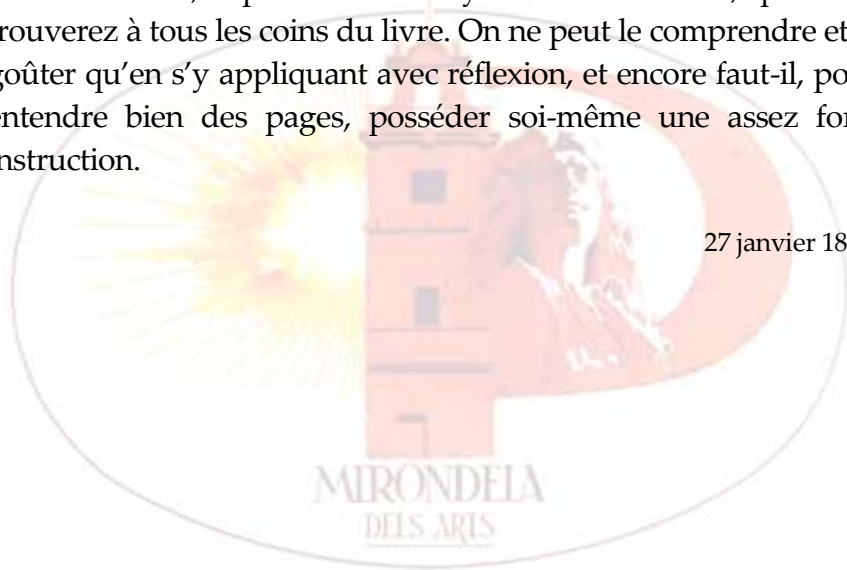 rouverez à tous les coins du livre. On ne peut le comprendre et
goûter qu’en s’y appliquant avec réflexion, et encore faut-il, po
entendre bien des pages, posséder soi-même une assez for
nstruction.
27 janvier 18
MIRONDELA
DELS ARTS